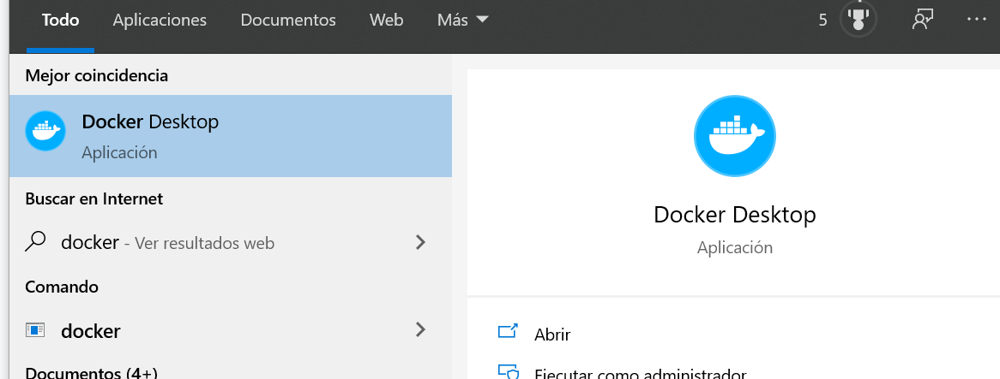 Todo Aplicaciones Documentos Web Más 5
Mejor coincidencia
Docker Desktop
Aplicación
Buscar en Internet
docker - Ver resultados web
Comando
docker
Documentos (4+)
Docker Desktop
Aplicación
Abrir
Ejecutar como administrador